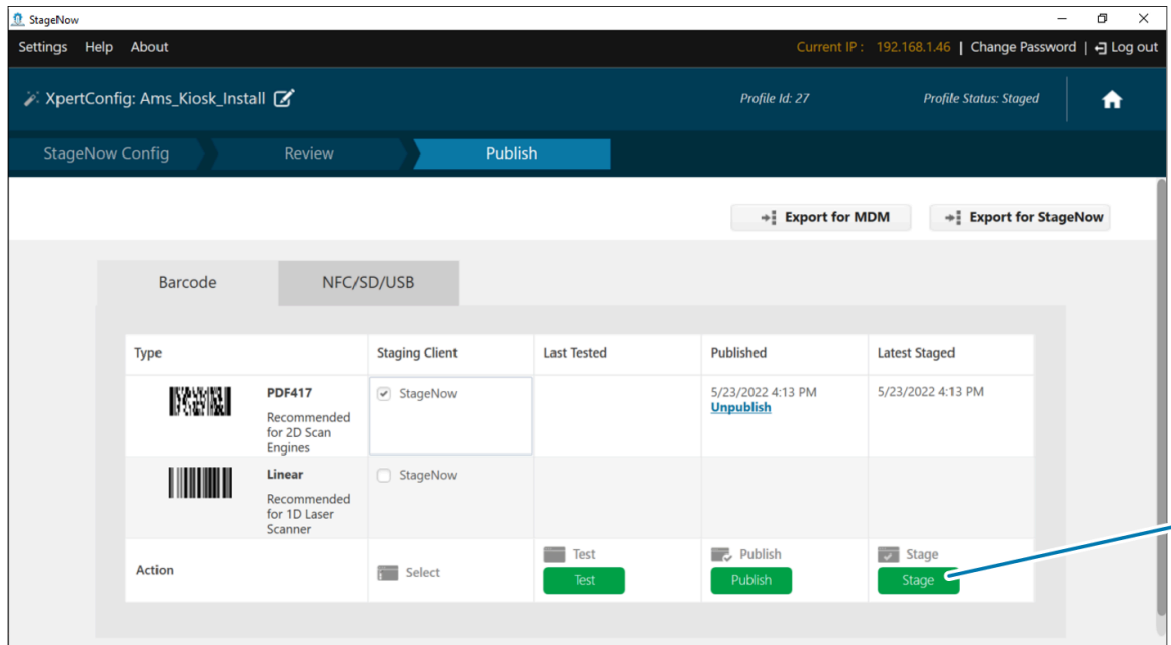 StageNow
Settings Help About
Current IP : 192.168.1.46 | Change Password | Log out
XpertConfig: Ams_Kiosk_Install
Profile Id: 27
Profile Status: Staged
StageNow Config
Review
Publish
Export for MDM
Export for StageNow
Barcode
NFC/SD/USB
Type
Staging Client
Last Tested
Published
Latest Staged
PDF417
Recommended
for 2D Scan
Engines
StageNow
5/23/2022 4:13 PM
Unpublish
5/23/2022 4:13 PM
Linear
Recommended
for 1D Laser
Scanner
StageNow
Action
Select
Test
Test
Publish
Publish
Stage
Stage